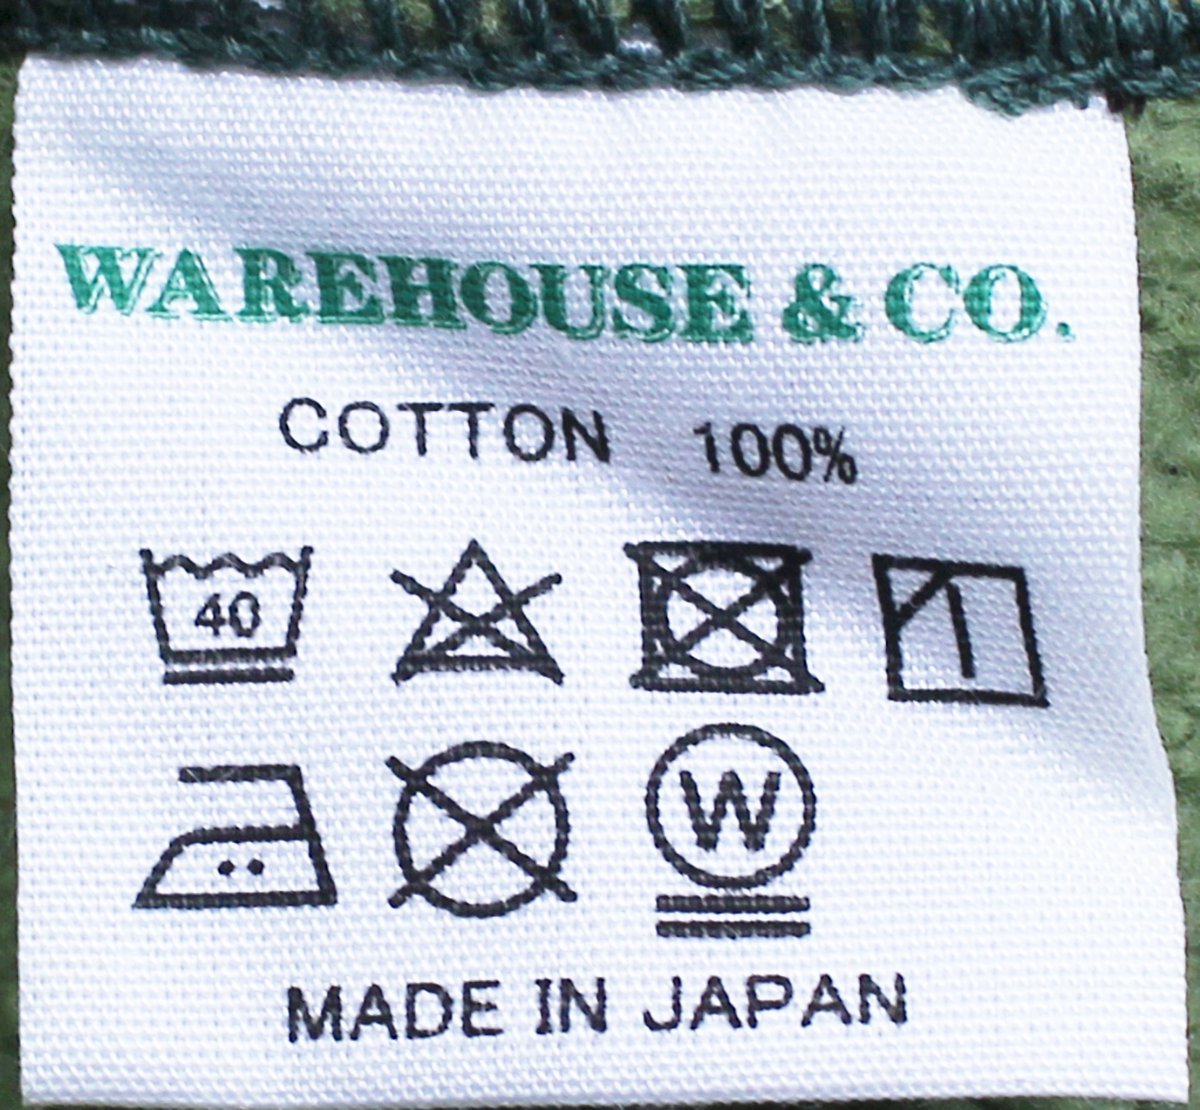 WAREHOUSE & CO.
COTTON 100%
40
W
MADE IN JAPAN